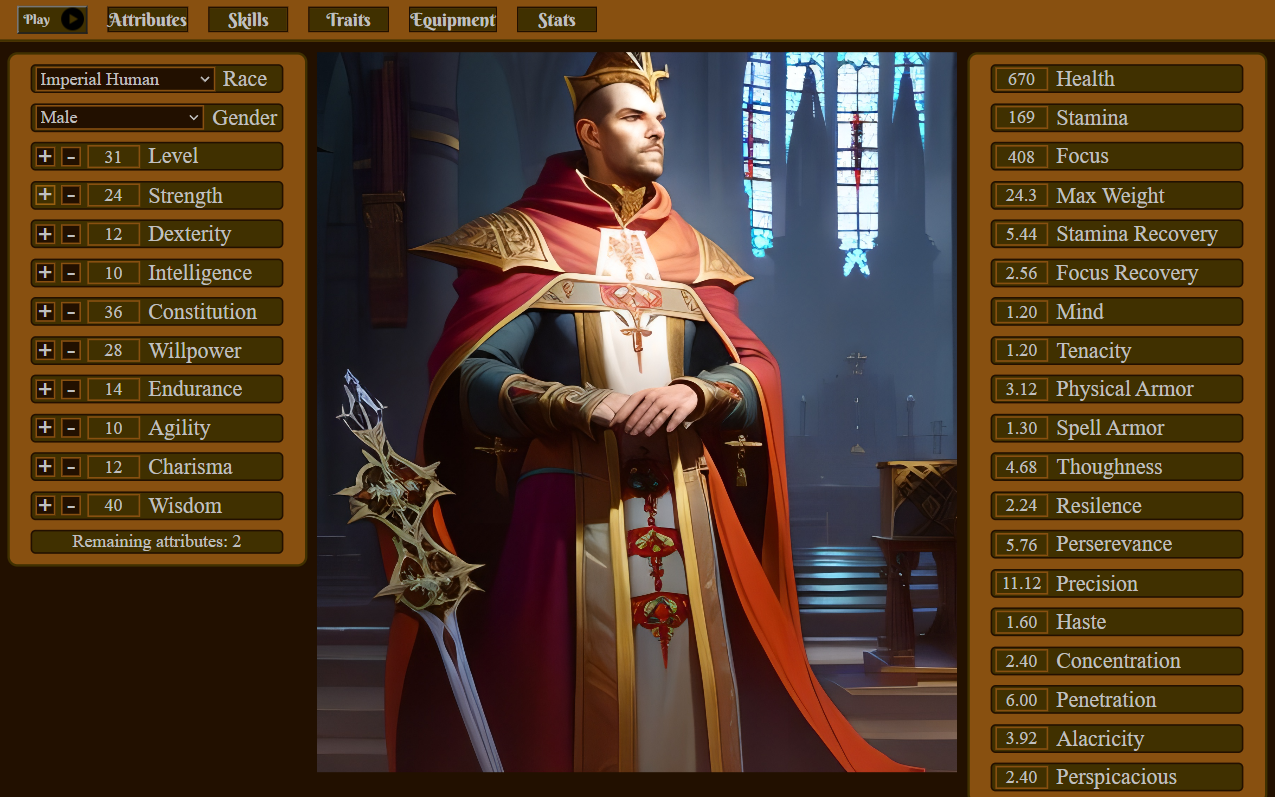 Play Attributes Skills Traits Equipment Stats
Imperial Human Race
Male Gender
+ - 31 Level
+ - 24 Strength
+ - 12 Dexterity
+ - 10 Intelligence
+ - 36 Constitution
+ - 28 Willpower
+ - 14 Endurance
+ - 10 Agility
+ - 12 Charisma
+ - 40 Wisdom
Remaining attributes: 2
670 Health
169 Stamina
408 Focus
24.3 Max Weight
5.44 Stamina Recovery
2.56 Focus Recovery
1.20 Mind
1.20 Tenacity
3.12 Physical Armor
1.30 Spell Armor
4.68 Thoughness
2.24 Resilence
5.76 Perserevance
11.12 Precision
1.60 Haste
2.40 Concentration
6.00 Penetration
3.92 Alacricity
2.40 Perspicacious